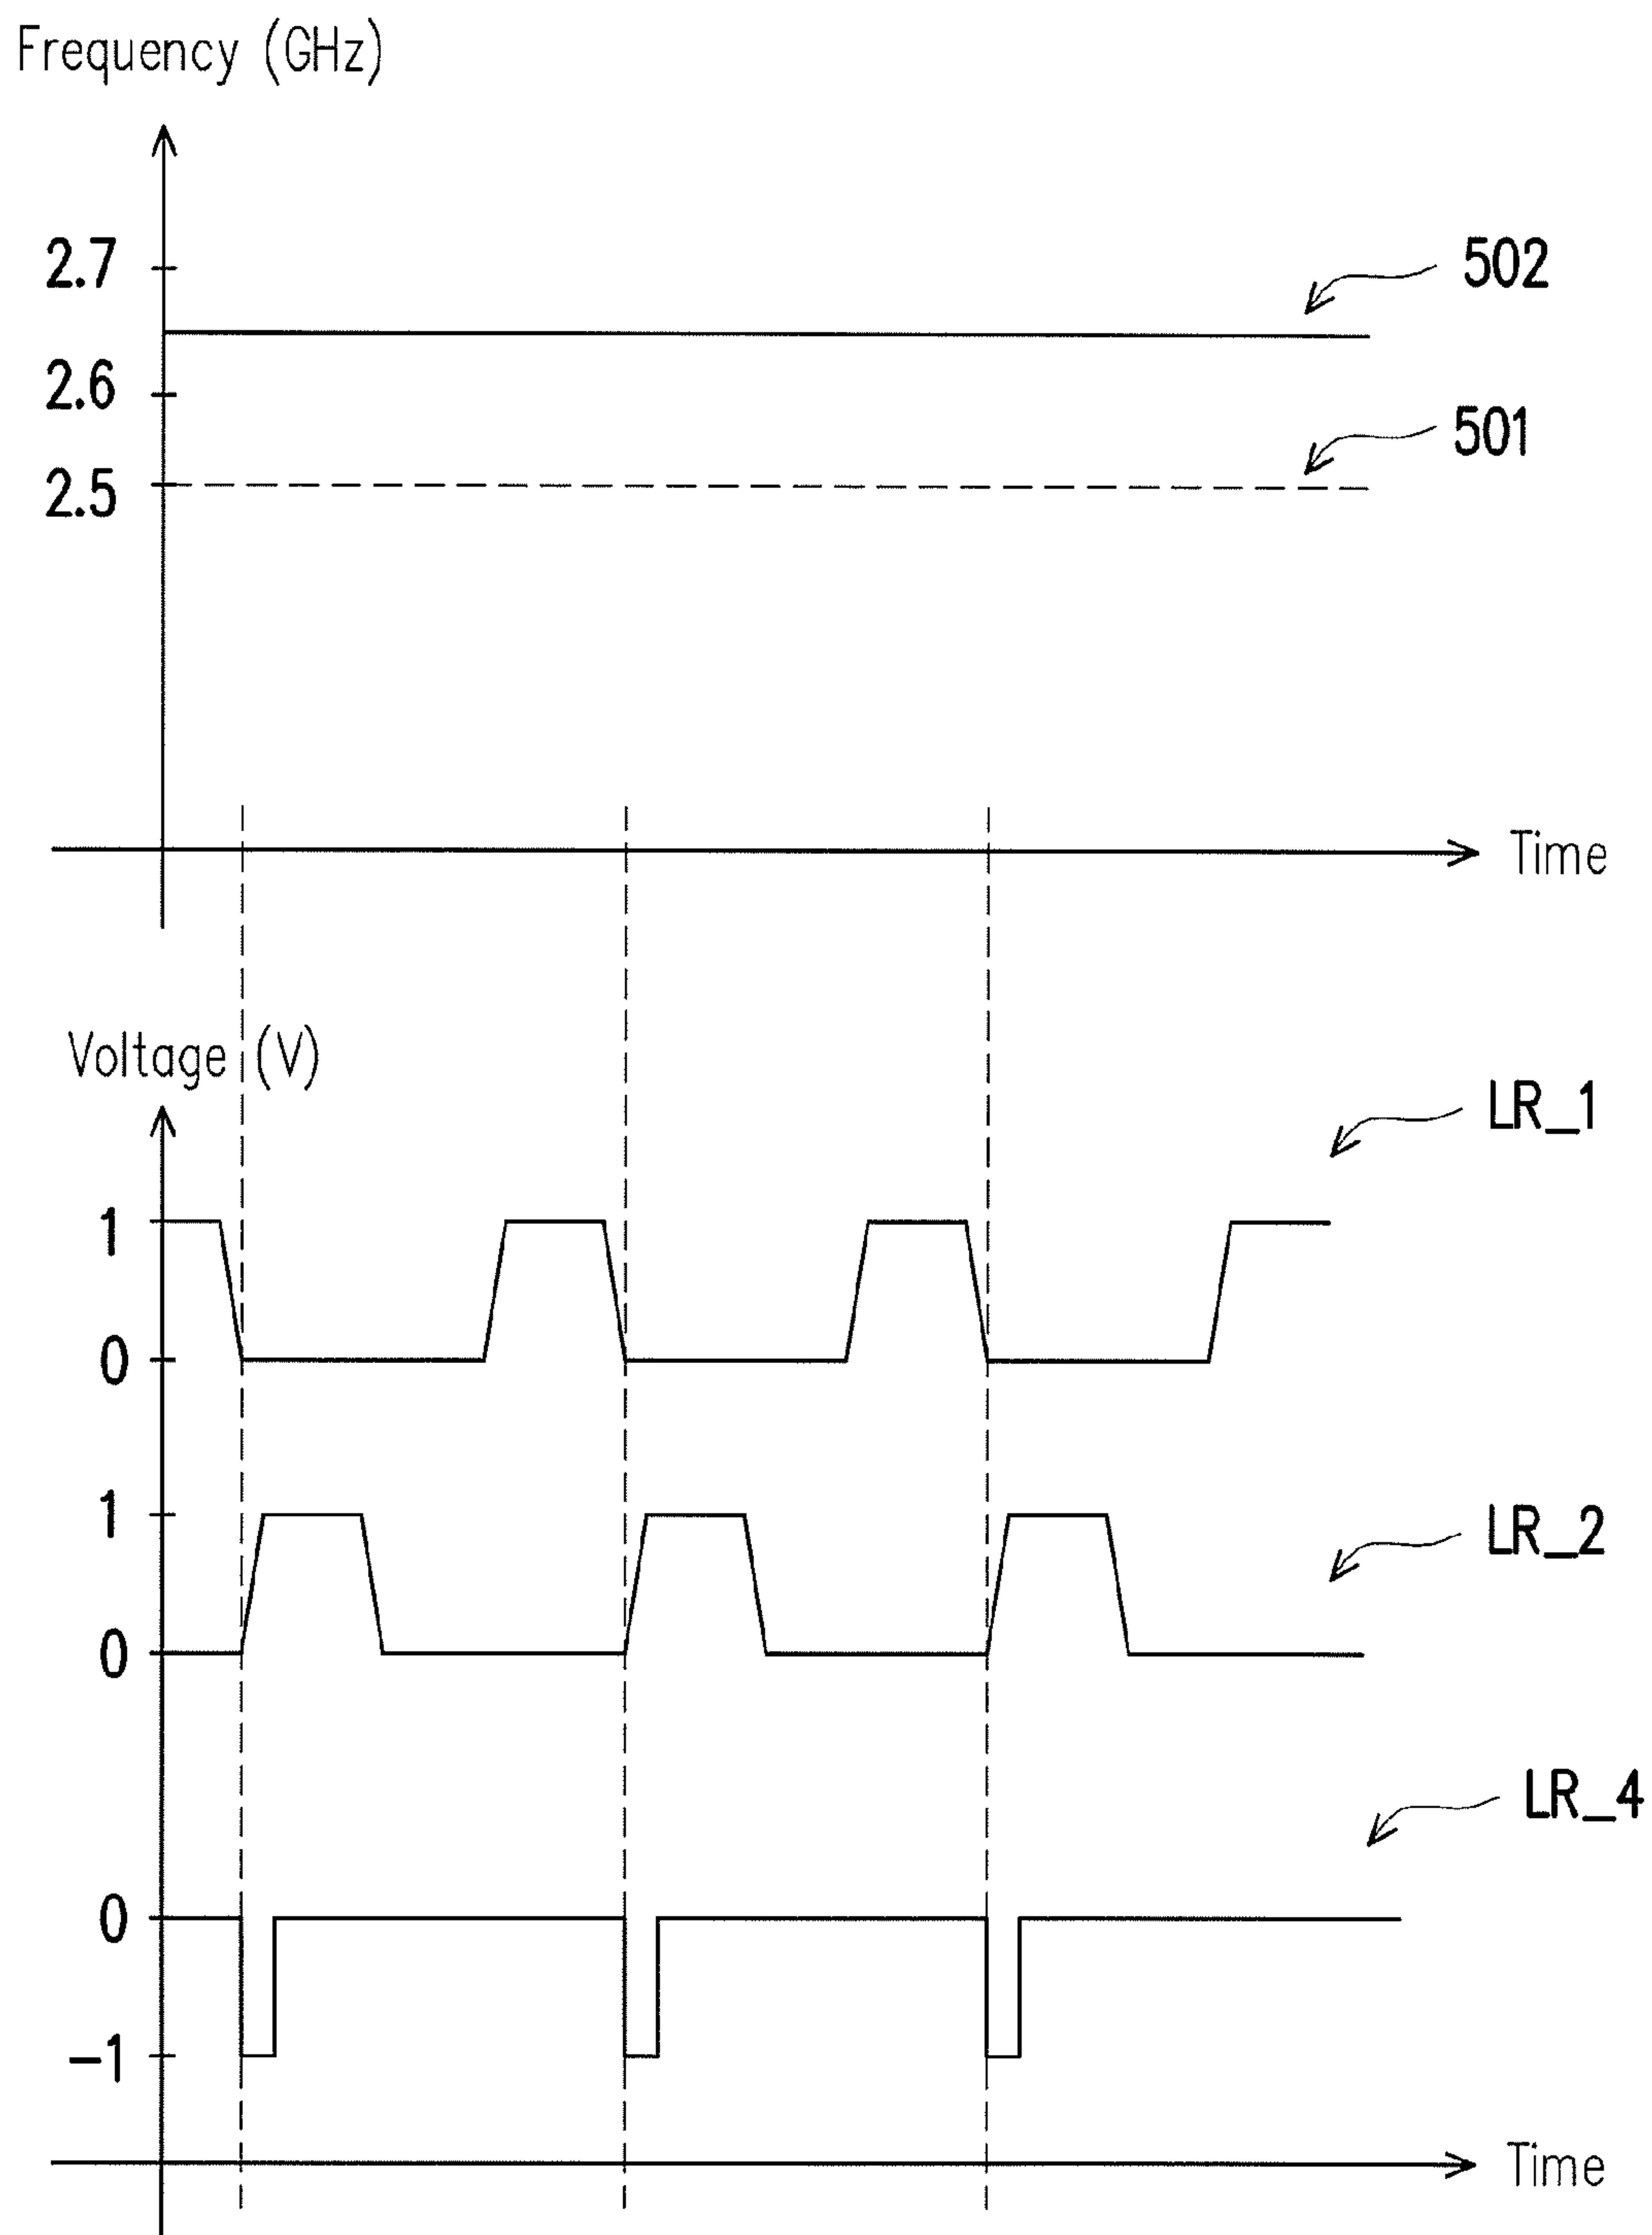 Frequency (GHz)
2.7
502
2.6
501
2.5
Time
Voltage (V)
LR_1
1
0
1
LR_2
0
LR_4
0
-1
Time